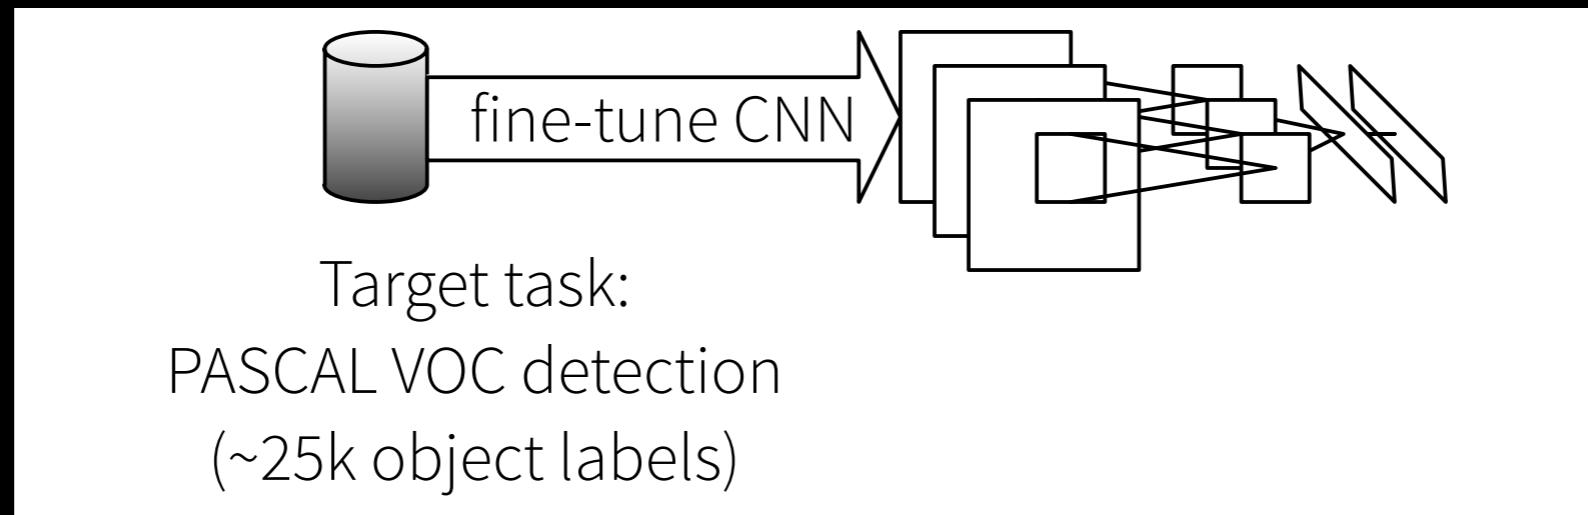 fine-tune CNN
Target task:
PASCAL VOC detection
(~25k object labels)